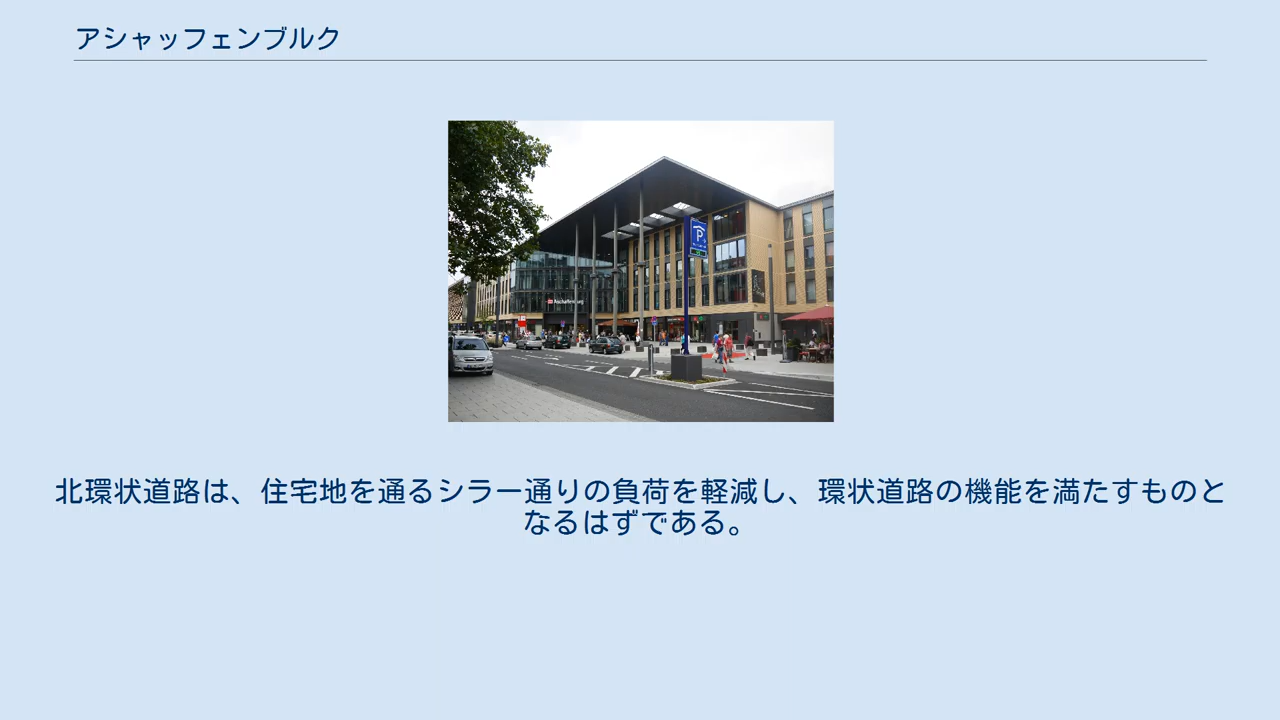 アシャッフェンブルク
P
Aschaffenburg
北環状道路は、住宅地を通るシラー通りの負荷を軽減し、環状道路の機能を満たすものと
なるはずである。